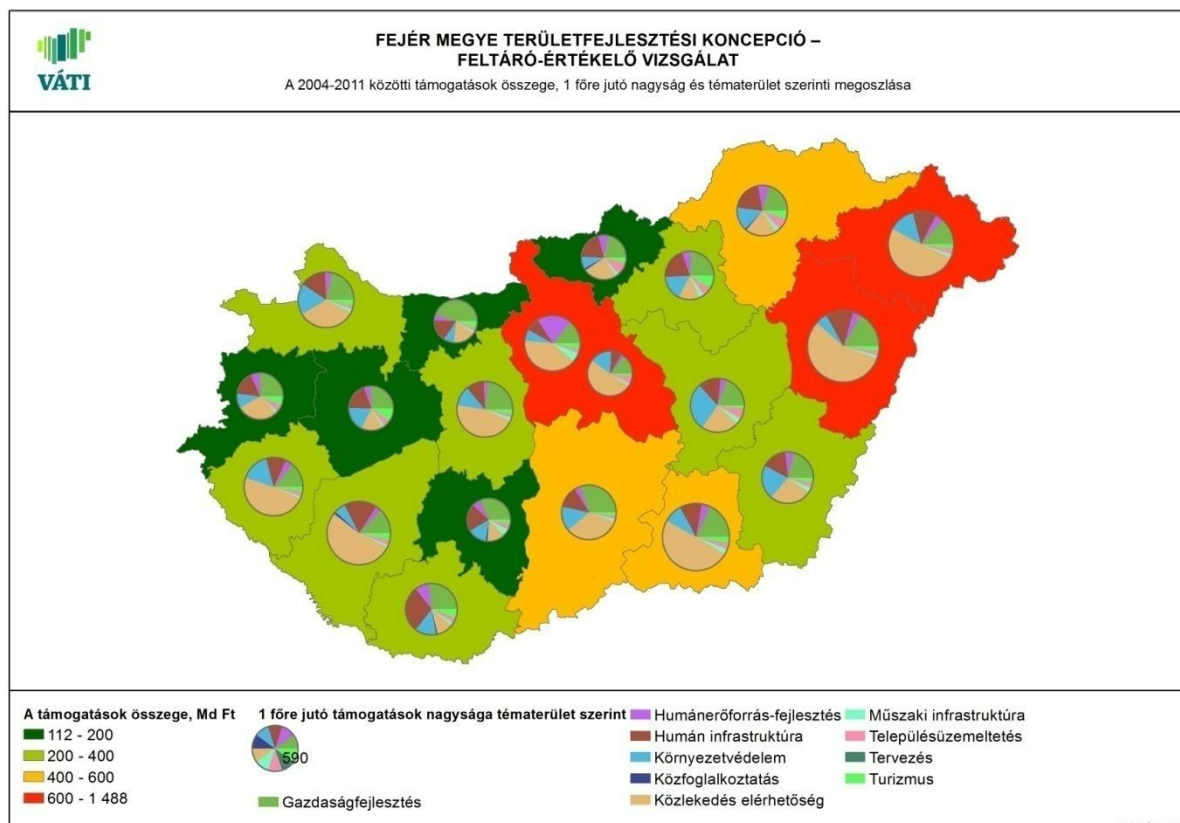 VÁTI
FEJÉR MEGYE TERÜLETFEJLESZTÉSI KONCEPCIÓ –
FELTÁRÓ-ÉRTÉKELŐ VIZSGÁLAT
A 2004-2011 közötti támogatások összege, 1 főre jutó nagyság és tématerület szerinti megoszlása
A támogatások összege, Md Ft
112 - 200
200 - 400
400 - 600
600 - 1 488
1 főre jutó támogatások nagysága tématerület szerint
590
Gazdaságfejlesztés
Humánerőforrás-fejlesztés
Humán infrastruktúra
Környezetvédelem
Közfoglalkoztatás
Közlekedés elérhetőség
Műszaki infrastruktúra
Településüzemeltetés
Tervezés
Turizmus